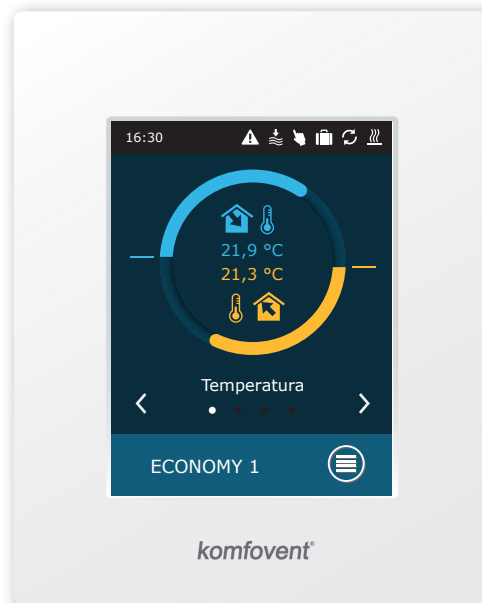 16:30
21,9 °C
21,3 °C
Temperatura
ECONOMY 1
komfovent®